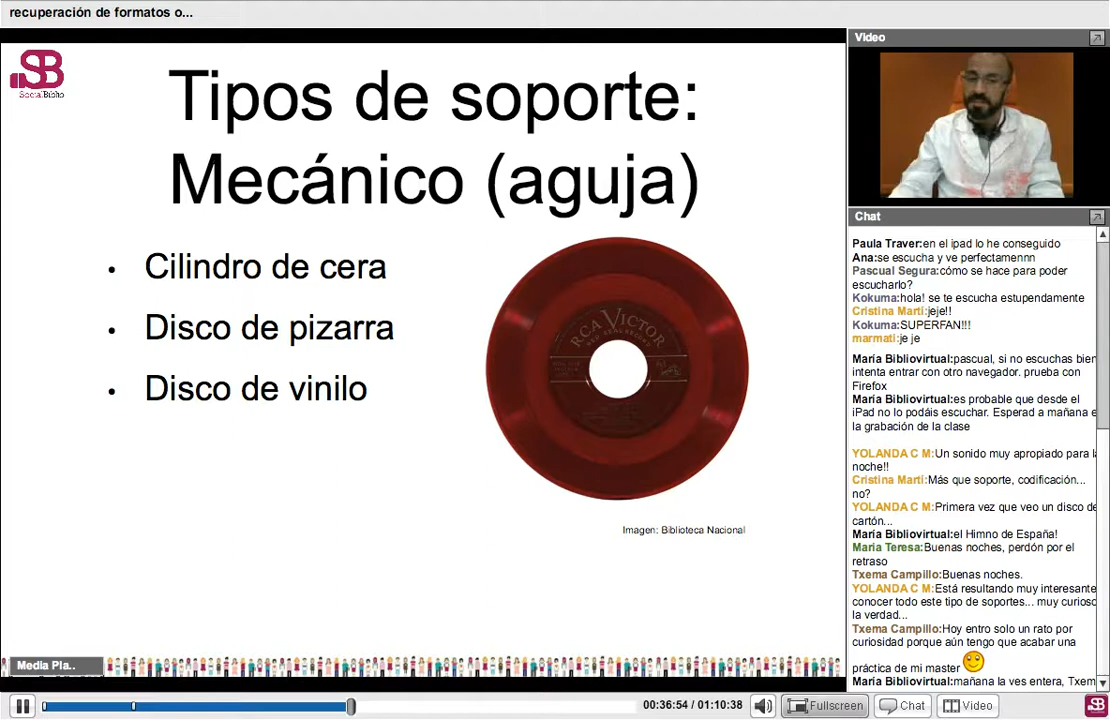 recuperación de formatos o...
SB
SocialBiblio
Tipos de soporte:
Mecánico (aguja)
• Cilindro de cera
• Disco de pizarra
• Disco de vinilo
RCA VICTOR
RED SEAL RECORD
Imagen: Biblioteca Nacional
Media Pla..
Video
Chat
Paula Traver:en el ipad lo he conseguido
Ana:se escucha y ve perfectamennn
Pascual Segura:cómo se hace para poder
escucharlo?
Kokuma:hola! se te escucha estupendamente
Cristina Martí:jeje!!
Kokuma:SUPERFAN!!!
marmati:je je
María Bibliovirtual:pascual, si no escuchas bien
intenta entrar con otro navegador. prueba con
Firefox
María Bibliovirtual:es probable que desde el
iPad no lo podáis escuchar. Esperad a mañana e
la grabación de la clase
YOLANDA C M:Un sonido muy apropiado para la
noche!!
Cristina Martí:Más que soporte, codificación...
no?
YOLANDA C M:Primera vez que veo un disco de
cartón...
María Bibliovirtual:el Himno de España!
Maria Teresa:Buenas noches, perdón por el
retraso
Txema Campillo:Buenas noches.
YOLANDA C M:Está resultando muy interesante
conocer todo este tipo de soportes... muy curioso
la verdad...
Txema Campillo:Hoy entro solo un rato por
curiosidad porque aún tengo que acabar una
práctica de mi master
María Bibliovirtual:mañana la ves entera, Txem
00:36:54 / 01:10:38
Fullscreen
Chat
Video
SB